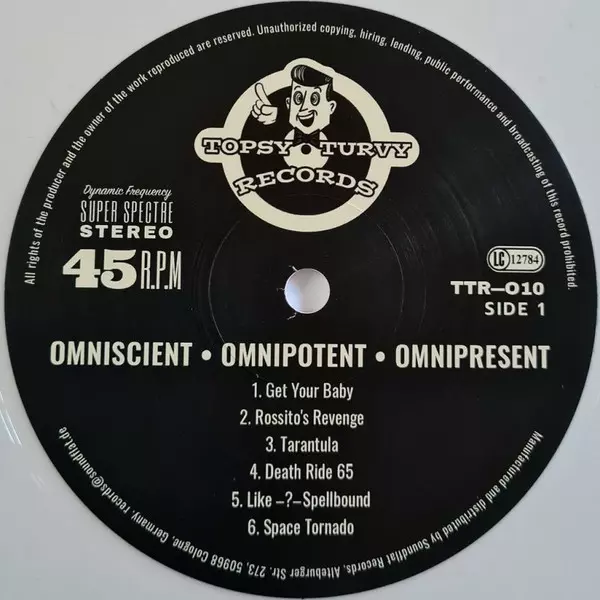 All rights of the producer and the owner of the work reproduced are reserved. Unauthorized copying, hiring, lending, public performance and broadcasting of this record prohibited.
TOPSY TURVY
RECORDS
Dynamic Frequency
SUPER SPECTRE
STEREO
45 R.P.M
LC 12784
TTR–010
SIDE 1
OMNISCIENT • OMNIPOTENT • OMNIPRESENT
1. Get Your Baby
2. Rossito's Revenge
3. Tarantula
4. Death Ride 65
5. Like –?–Spellbound
6. Space Tornado
Manufactured and distributed by Soundflat Records, Alteburger Str. 273, 50968 Cologne, Germany. records@soundflat.de